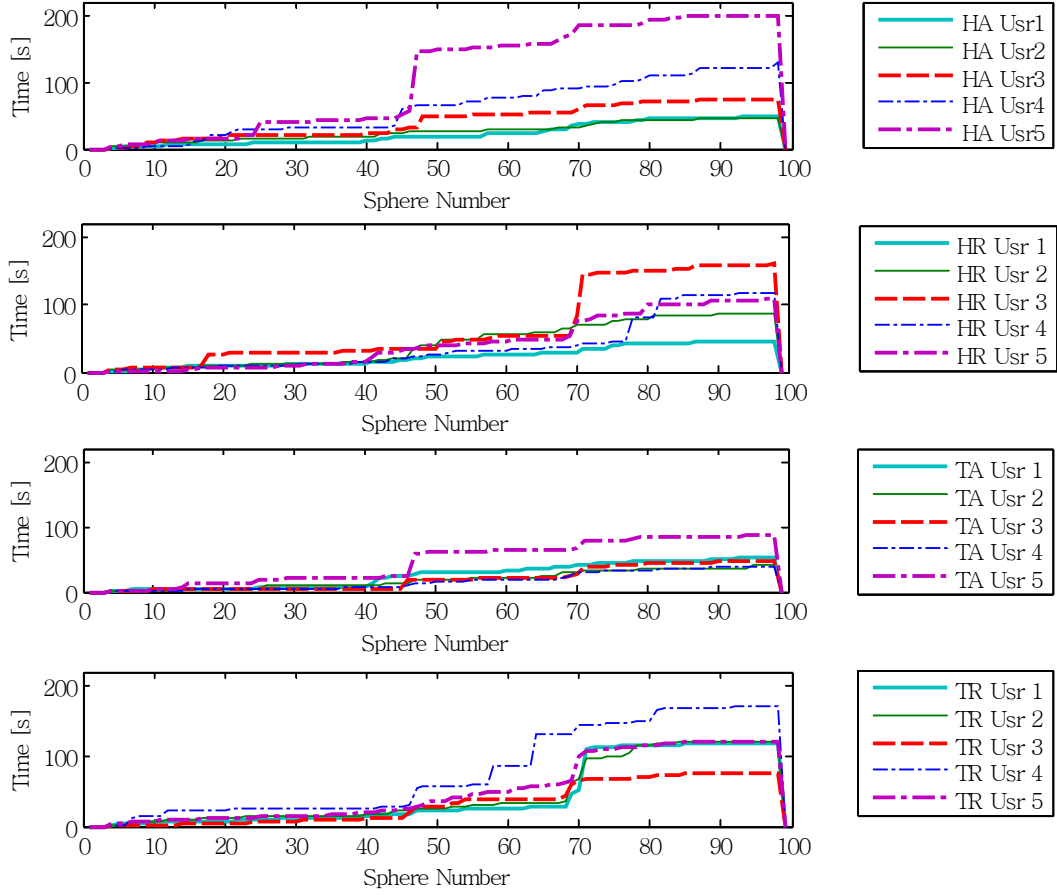 200
100
0
Time [s]
0 10 20 30 40 50 60 70 80 90 100
Sphere Number
HA Usr1
HA Usr2
HA Usr3
HA Usr4
HA Usr5
200
100
0
Time [s]
0 10 20 30 40 50 60 70 80 90 100
Sphere Number
HR Usr 1
HR Usr 2
HR Usr 3
HR Usr 4
HR Usr 5
200
100
0
Time [s]
0 10 20 30 40 50 60 70 80 90 100
Sphere Number
TA Usr 1
TA Usr 2
TA Usr 3
TA Usr 4
TA Usr 5
200
100
0
Time [s]
0 10 20 30 40 50 60 70 80 90 100
Sphere Number
TR Usr 1
TR Usr 2
TR Usr 3
TR Usr 4
TR Usr 5